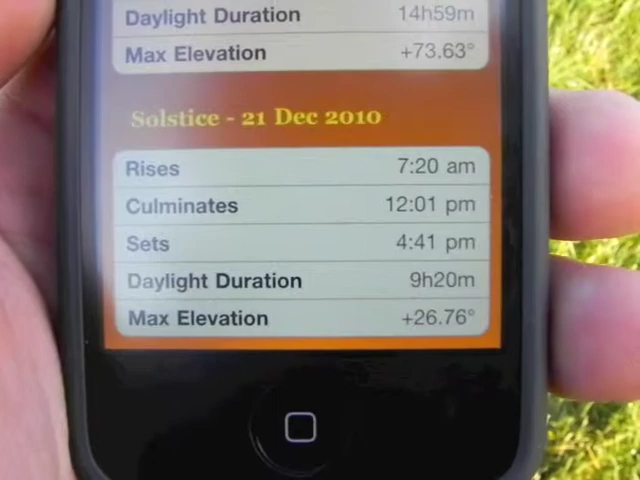 Daylight Duration 14h59m
Max Elevation +73.63°
Solstice - 21 Dec 2010
Rises 7:20 am
Culminates 12:01 pm
Sets 4:41 pm
Daylight Duration 9h20m
Max Elevation +26.76°